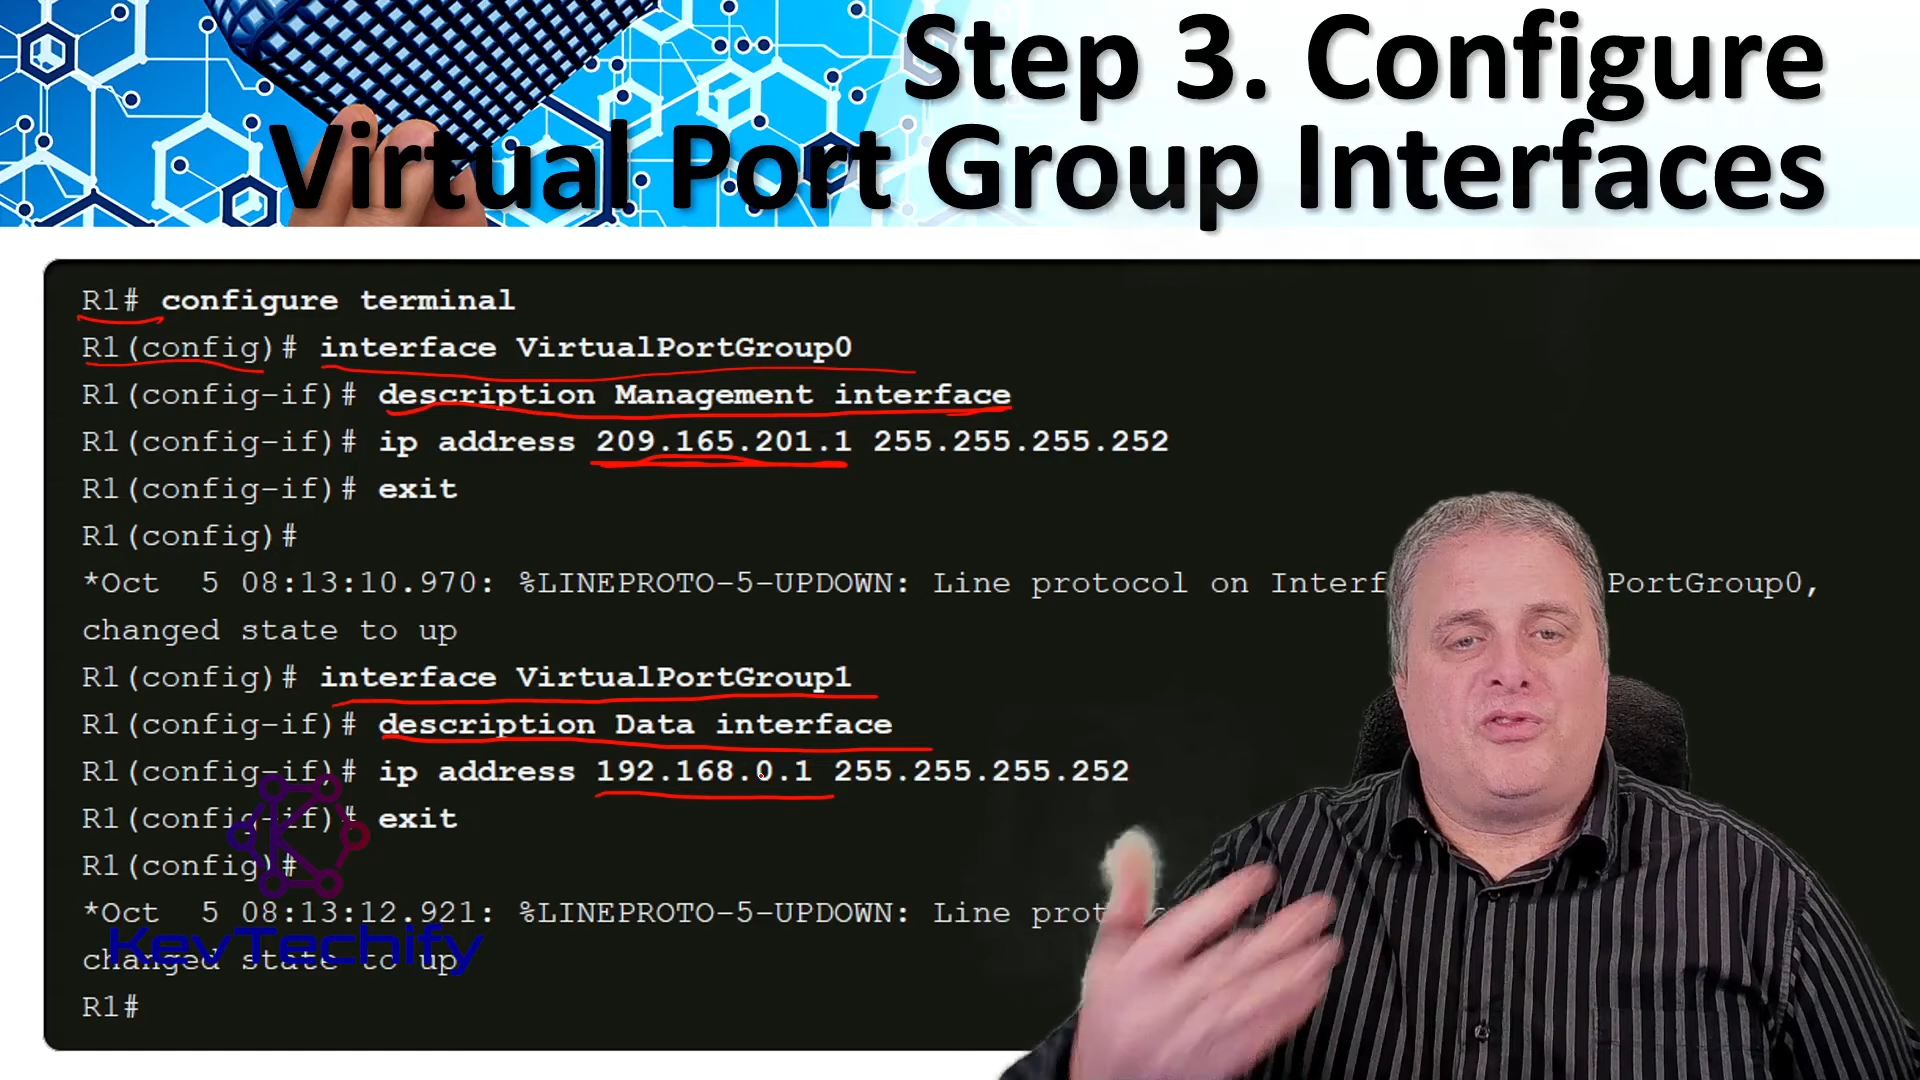 Step 3. Configure
Virtual Port Group Interfaces
R1# configure terminal
R1(config)# interface VirtualPortGroup0
R1(config-if)# description Management interface
R1(config-if)# ip address 209.165.201.1 255.255.255.252
R1(config-if)# exit
R1(config)#
*Oct  5 08:13:10.970: %LINEPROTO-5-UPDOWN: Line protocol on Interf PortGroup0,
changed state to up
R1(config)# interface VirtualPortGroup1
R1(config-if)# description Data interface
R1(config-if)# ip address 192.168.0.1 255.255.255.252
R1(config-if)# exit
R1(config)#
*Oct  5 08:13:12.921: %LINEPROTO-5-UPDOWN: Line prot
KevTechify
changed state to up
R1#